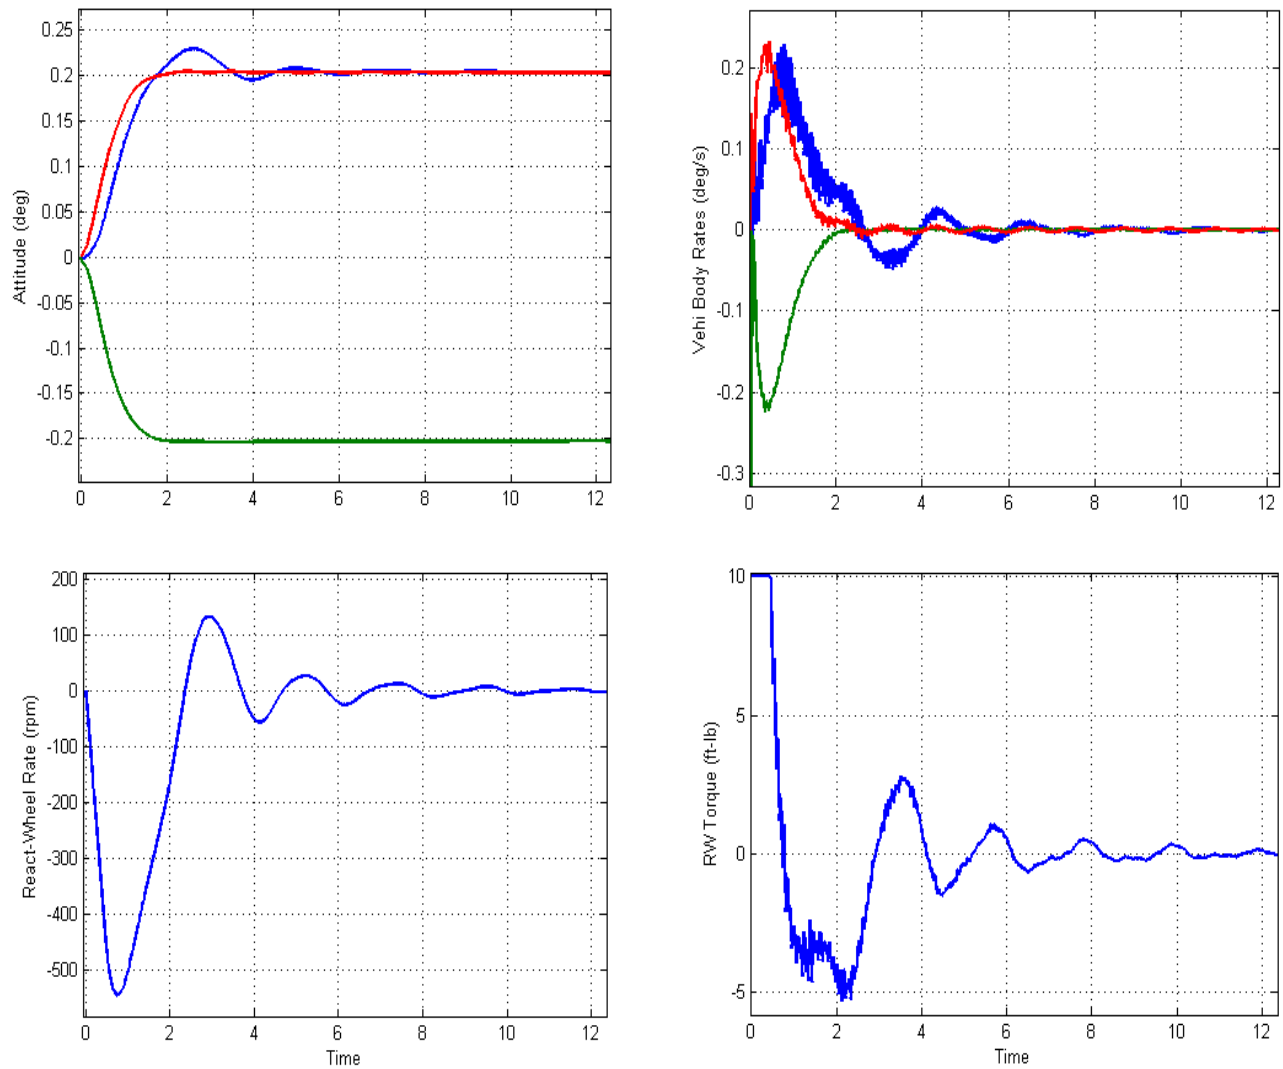 0.25
0.2
0.15
0.1
0.05
0
-0.05
-0.1
-0.15
-0.2
Attitude (deg)
0 2 4 6 8 10 12
0.2
0.1
0
-0.1
-0.2
-0.3
Vehi Body Rates (deg/s)
0 2 4 6 8 10 12
200
100
0
-100
-200
-300
-400
-500
React-Wheel Rate (rpm)
0 2 4 6 8 10 12
Time
10
5
0
-5
RW Torque (ft-lb)
0 2 4 6 8 10 12
Time